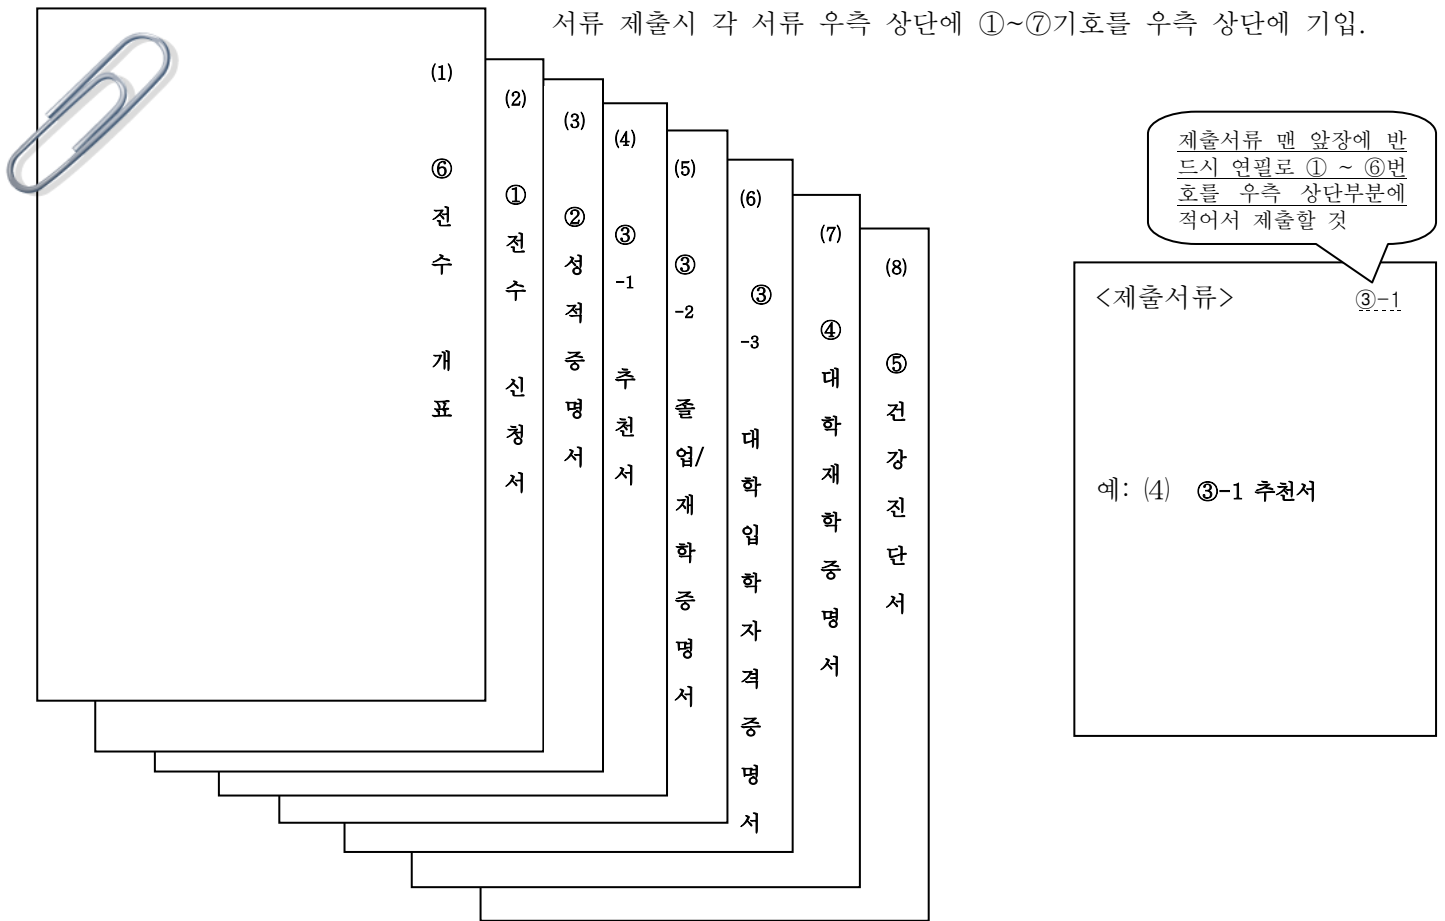 서류 제출시 각 서류 우측 상단에 ①~⑦기호를 우측 상단에 기입.
(1)
⑥
전
수
개
표
(2)
①
전
수
신
청
서
(3)
②
성
적
증
명
서
(4)
③
-1
추
천
서
(5)
③
-2
졸
업/
재
학
증
명
서
(6)
③
-3
대
학
입
학
자
격
증
명
서
(7)
④
대
학
재
학
증
명
서
(8)
⑤
건
강
진
단
서
제출서류 맨 앞장에 반
드시 연필로 ① ~ ⑥번
호를 우측 상단부분에
적어서 제출할 것
<제출서류> ③-1
예: ⑷ ③-1 추천서